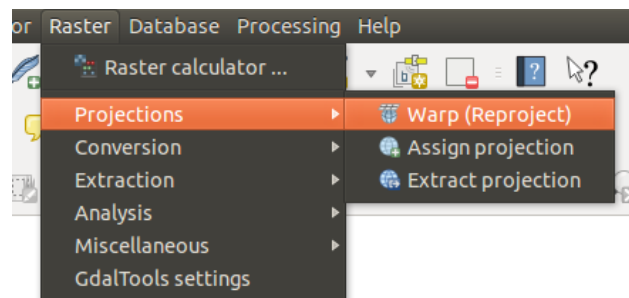 or Raster Database Processing Help
Raster calculator ...
Projections
Conversion
Extraction
Analysis
Miscellaneous
GdalTools settings
Warp (Reproject)
Assign projection
Extract projection